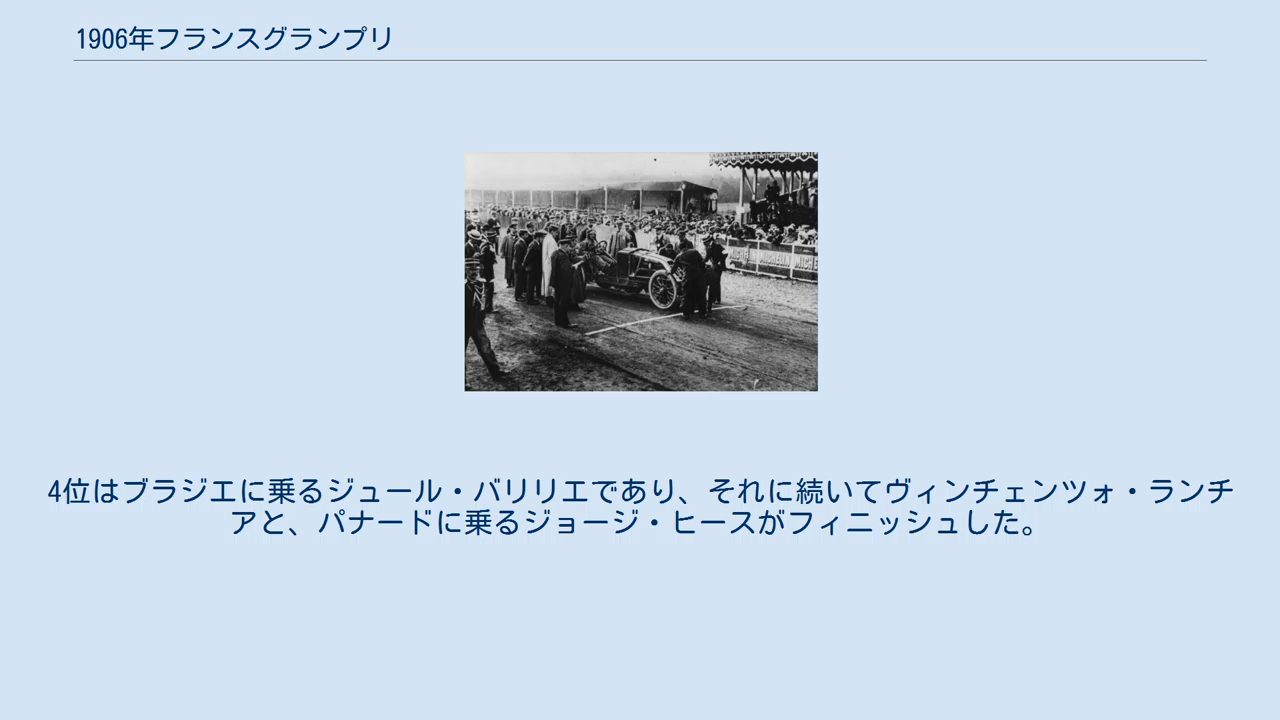 1906年フランスグランプリ
MICHELIN MICHELIN MICHE
4位はブラジエに乗るジュール・バリリエであり、それに続いてヴィンチェンツォ・ランチ
アと、パナードに乗るジョージ・ヒースがフィニッシュした。